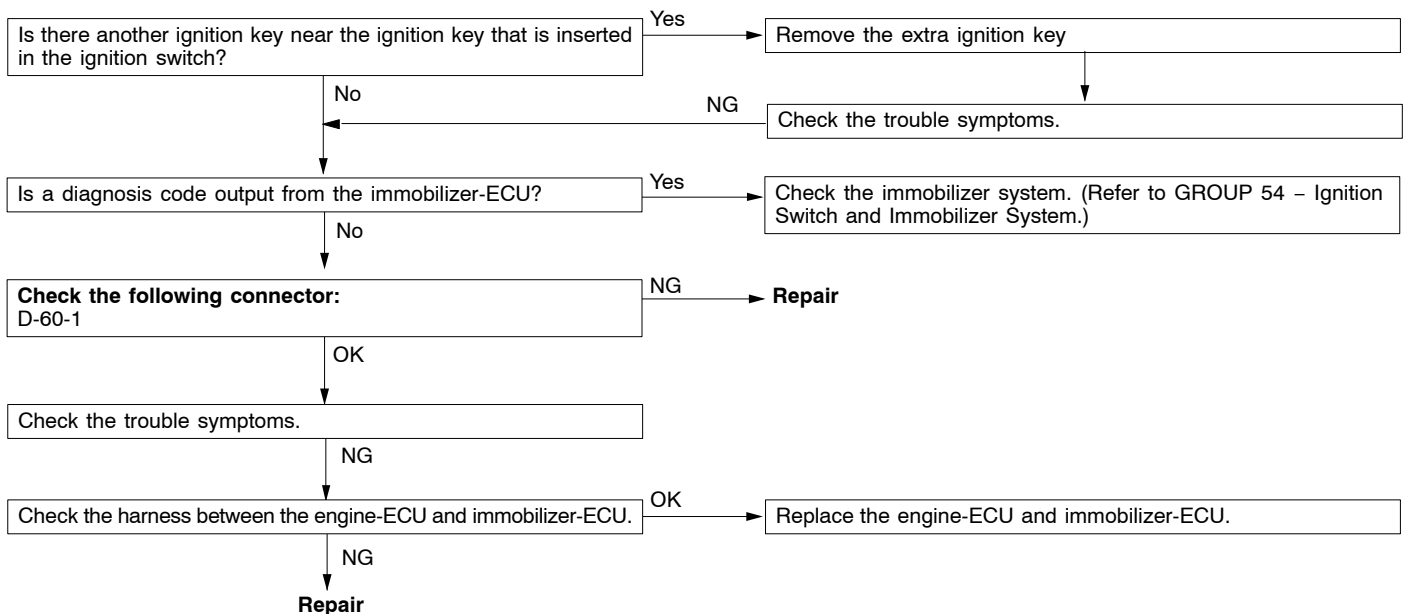 Is there another ignition key near the ignition key that is inserted
in the ignition switch?
Yes
Remove the extra ignition key
No
NG
Check the trouble symptoms.
Is a diagnosis code output from the immobilizer-ECU?
Yes
Check the immobilizer system. (Refer to GROUP 54 – Ignition
Switch and Immobilizer System.)
No
Check the following connector:
D-60-1
NG
Repair
OK
Check the trouble symptoms.
NG
Check the harness between the engine-ECU and immobilizer-ECU.
OK
Replace the engine-ECU and immobilizer-ECU.
NG
Repair